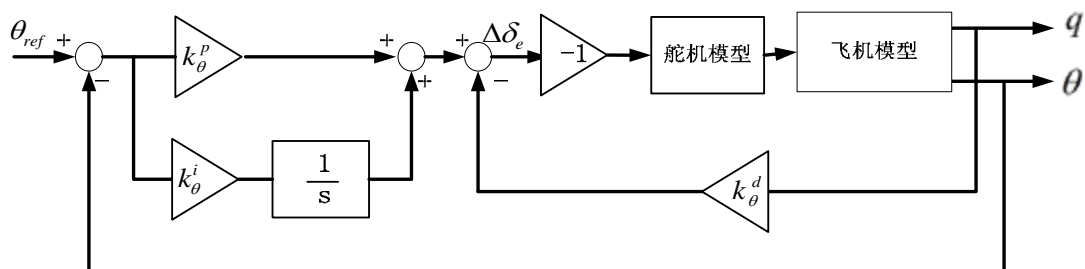 θ_ref + − k_θ^p + + + − Δδ_e −1 舵机模型 飞机模型 q
θ
k_θ^i 1/s k_θ^d